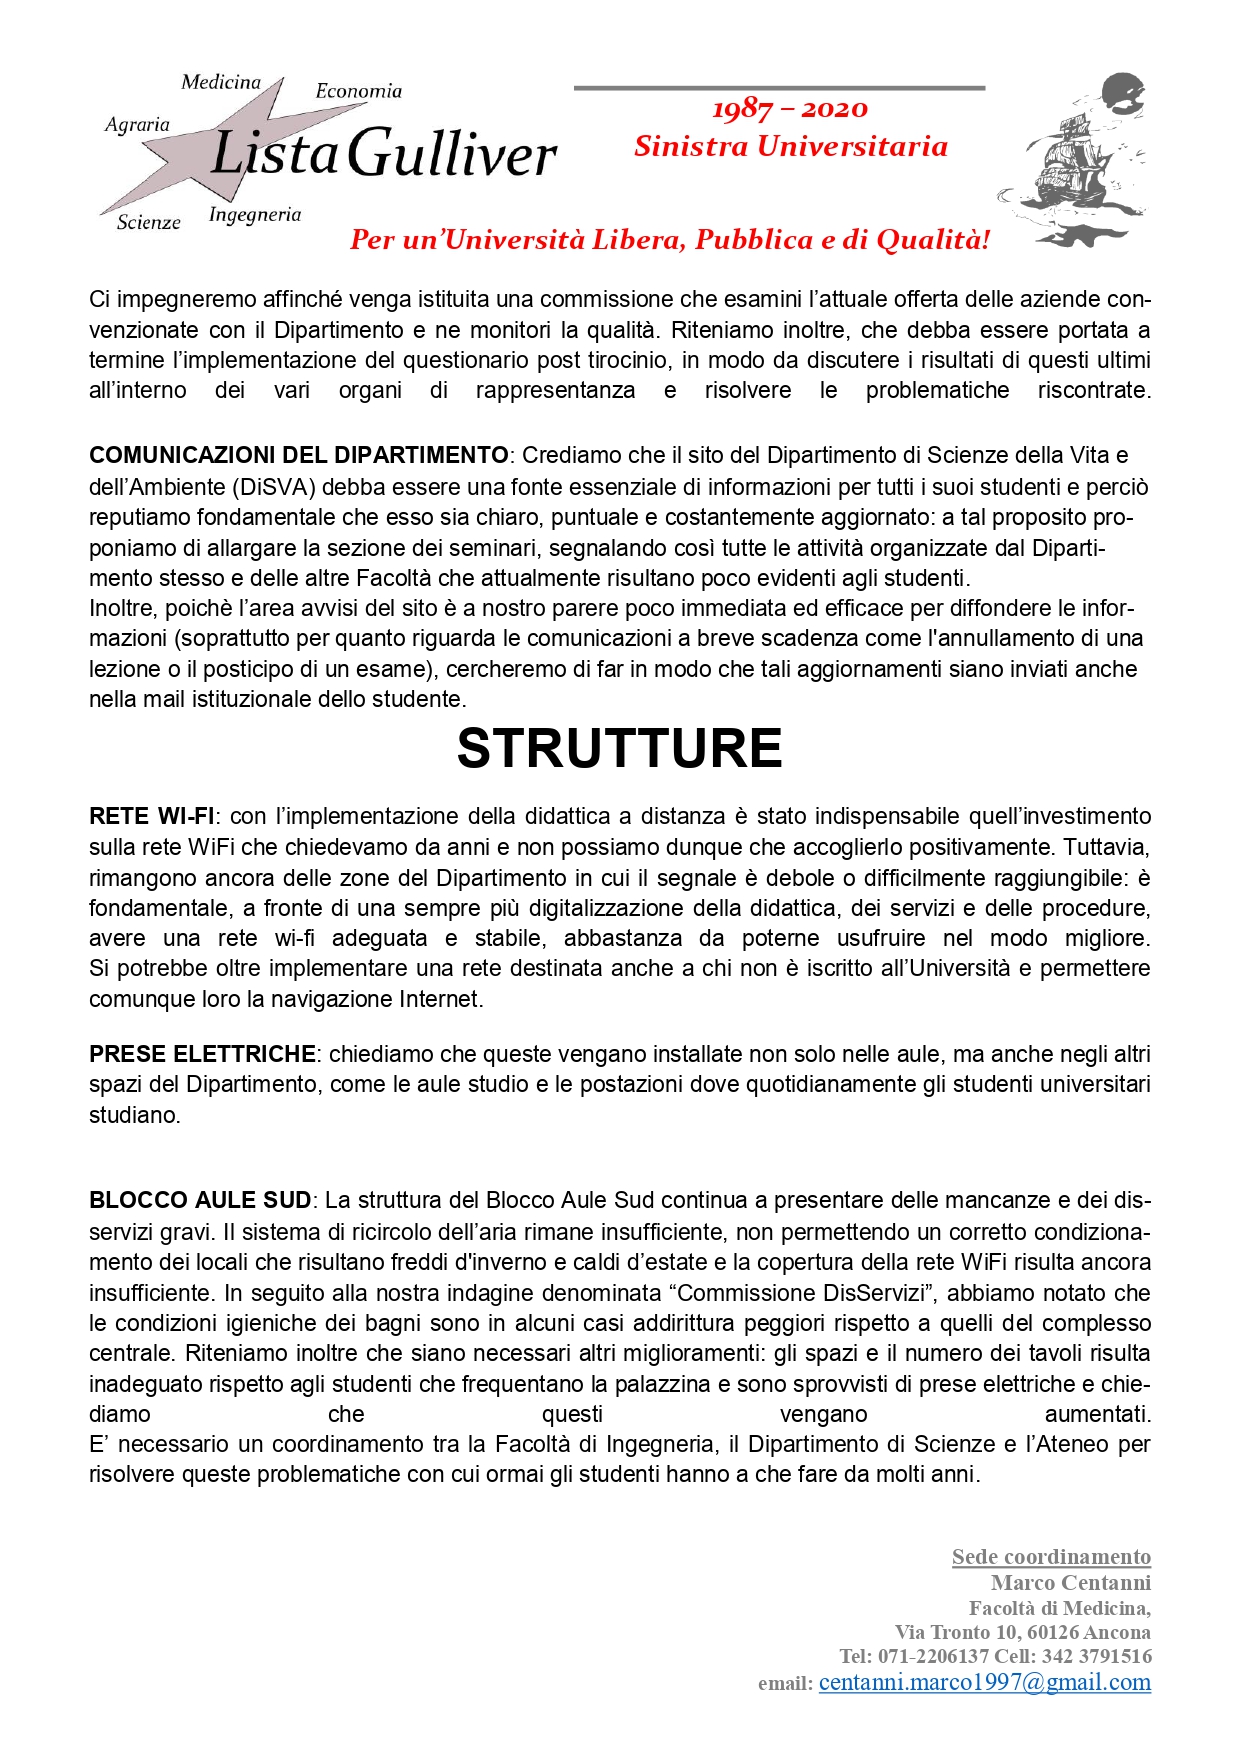 Medicina
Economia
Agraria
Lista Gulliver
Scienze
Ingegneria
1987 – 2020
Sinistra Universitaria
Per un’Università Libera, Pubblica e di Qualità!
Ci impegneremo affinché venga istituita una commissione che esamini l’attuale offerta delle aziende con-
venzionate con il Dipartimento e ne monitori la qualità. Riteniamo inoltre, che debba essere portata a
termine l’implementazione del questionario post tirocinio, in modo da discutere i risultati di questi ultimi
all’interno dei vari organi di rappresentanza e risolvere le problematiche riscontrate.
COMUNICAZIONI DEL DIPARTIMENTO: Crediamo che il sito del Dipartimento di Scienze della Vita e
dell’Ambiente (DiSVA) debba essere una fonte essenziale di informazioni per tutti i suoi studenti e perciò
reputiamo fondamentale che esso sia chiaro, puntuale e costantemente aggiornato: a tal proposito pro-
poniamo di allargare la sezione dei seminari, segnalando così tutte le attività organizzate dal Diparti-
mento stesso e delle altre Facoltà che attualmente risultano poco evidenti agli studenti.
Inoltre, poichè l’area avvisi del sito è a nostro parere poco immediata ed efficace per diffondere le infor-
mazioni (soprattutto per quanto riguarda le comunicazioni a breve scadenza come l'annullamento di una
lezione o il posticipo di un esame), cercheremo di far in modo che tali aggiornamenti siano inviati anche
nella mail istituzionale dello studente.
STRUTTURE
RETE WI-FI: con l’implementazione della didattica a distanza è stato indispensabile quell’investimento
sulla rete WiFi che chiedevamo da anni e non possiamo dunque che accoglierlo positivamente. Tuttavia,
rimangono ancora delle zone del Dipartimento in cui il segnale è debole o difficilmente raggiungibile: è
fondamentale, a fronte di una sempre più digitalizzazione della didattica, dei servizi e delle procedure,
avere una rete wi-fi adeguata e stabile, abbastanza da poterne usufruire nel modo migliore.
Si potrebbe oltre implementare una rete destinata anche a chi non è iscritto all’Università e permettere
comunque loro la navigazione Internet.
PRESE ELETTRICHE: chiediamo che queste vengano installate non solo nelle aule, ma anche negli altri
spazi del Dipartimento, come le aule studio e le postazioni dove quotidianamente gli studenti universitari
studiano.
BLOCCO AULE SUD: La struttura del Blocco Aule Sud continua a presentare delle mancanze e dei dis-
servizi gravi. Il sistema di ricircolo dell’aria rimane insufficiente, non permettendo un corretto condiziona-
mento dei locali che risultano freddi d'inverno e caldi d’estate e la copertura della rete WiFi risulta ancora
insufficiente. In seguito alla nostra indagine denominata “Commissione DisServizi”, abbiamo notato che
le condizioni igieniche dei bagni sono in alcuni casi addirittura peggiori rispetto a quelli del complesso
centrale. Riteniamo inoltre che siano necessari altri miglioramenti: gli spazi e il numero dei tavoli risulta
inadeguato rispetto agli studenti che frequentano la palazzina e sono sprovvisti di prese elettriche e chie-
diamo che questi vengano aumentati.
E’ necessario un coordinamento tra la Facoltà di Ingegneria, il Dipartimento di Scienze e l’Ateneo per
risolvere queste problematiche con cui ormai gli studenti hanno a che fare da molti anni.
Sede coordinamento
Marco Centanni
Facoltà di Medicina,
Via Tronto 10, 60126 Ancona
Tel: 071-2206137 Cell: 342 3791516
email: centanni.marco1997@gmail.com